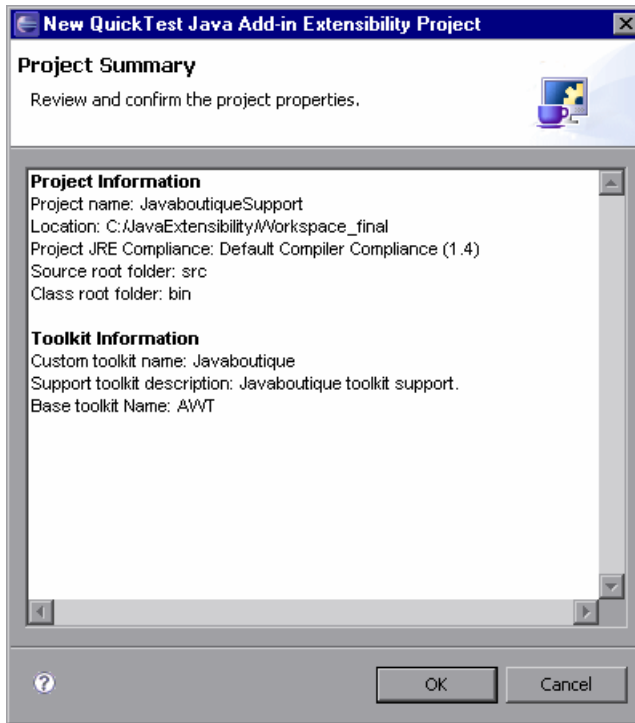 New QuickTest Java Add-in Extensibility Project
Project Summary
Review and confirm the project properties.
Project Information
Project name: JavaboutiqueSupport
Location: C:/JavaExtensibility/Workspace_final
Project JRE Compliance: Default Compiler Compliance (1.4)
Source root folder: src
Class root folder: bin
Toolkit Information
Custom toolkit name: Javaboutique
Support toolkit description: Javaboutique toolkit support.
Base toolkit Name: AWT
OK
Cancel